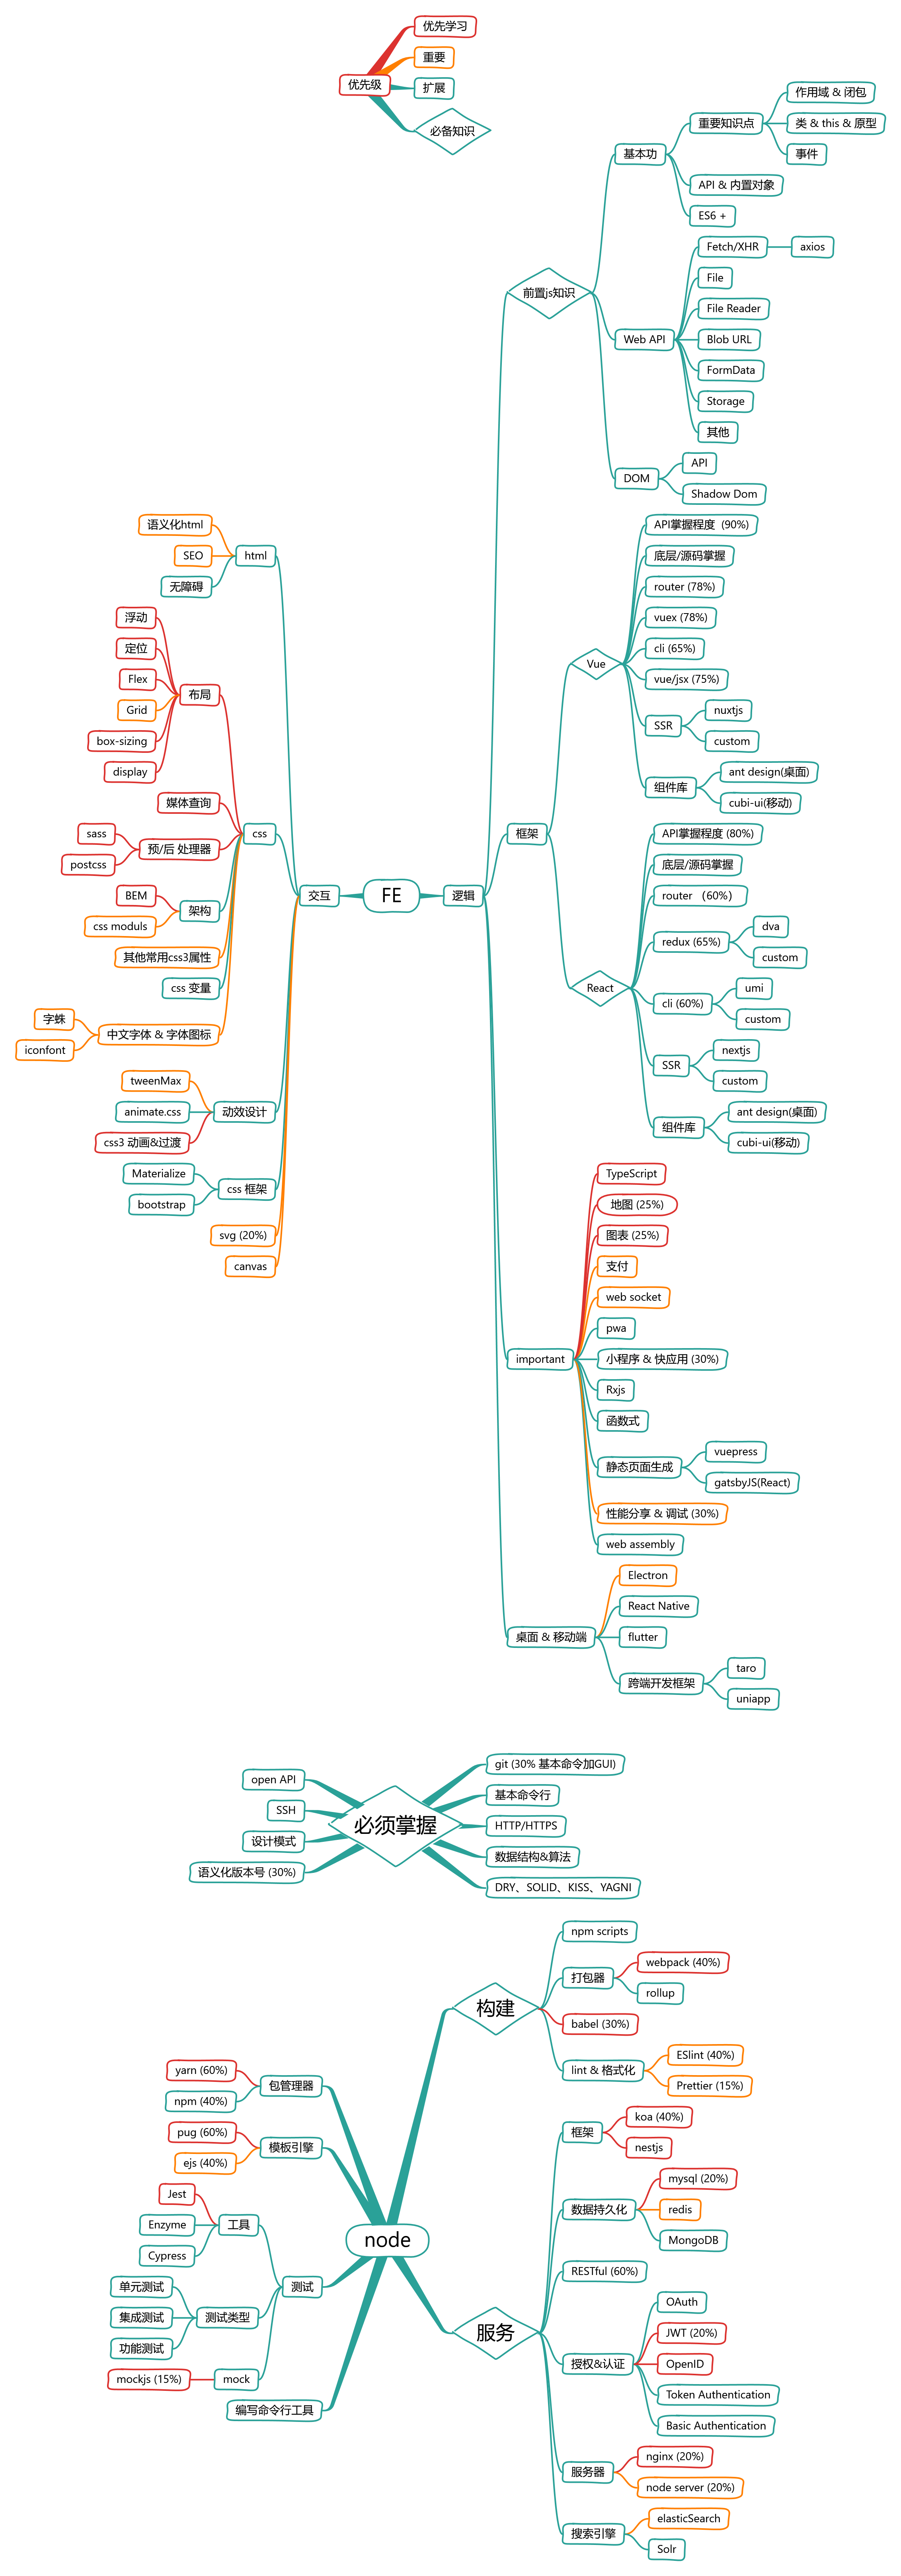 优先级
优先学习
重要
扩展
必备知识
FE
逻辑
前置js知识
基本功
重要知识点
作用域 & 闭包
类 & this & 原型
事件
API & 内置对象
ES6 +
Web API
Fetch/XHR
axios
File
File Reader
Blob URL
FormData
Storage
其他
DOM
API
Shadow Dom
框架
Vue
API掌握程度 (90%)
底层/源码掌握
router (78%)
vuex (78%)
cli (65%)
vue/jsx (75%)
SSR
nuxtjs
custom
组件库
ant design(桌面)
cubi-ui(移动)
React
API掌握程度 (80%)
底层/源码掌握
router （60%）
redux (65%)
dva
custom
cli (60%)
umi
custom
SSR
nextjs
custom
组件库
ant design(桌面)
cubi-ui(移动)
important
TypeScript
地图 (25%)
图表 (25%)
支付
web socket
pwa
小程序 & 快应用 (30%)
Rxjs
函数式
静态页面生成
vuepress
gatsbyJS(React)
性能分享 & 调试 (30%)
web assembly
桌面 & 移动端
Electron
React Native
flutter
跨端开发框架
taro
uniapp
交互
html
语义化html
SEO
无障碍
css
布局
浮动
定位
Flex
Grid
box-sizing
display
媒体查询
预/后 处理器
sass
postcss
架构
BEM
css moduls
其他常用css3属性
css 变量
中文字体 & 字体图标
字蛛
iconfont
动效设计
tweenMax
animate.css
css3 动画&过渡
css 框架
Materialize
bootstrap
svg (20%)
canvas
必须掌握
git (30% 基本命令加GUI)
基本命令行
HTTP/HTTPS
数据结构&算法
DRY、SOLID、KISS、YAGNI
open API
SSH
设计模式
语义化版本号 (30%)
node
构建
npm scripts
打包器
webpack (40%)
rollup
babel (30%)
lint & 格式化
ESlint (40%)
Prettier (15%)
服务
框架
koa (40%)
nestjs
数据持久化
mysql (20%)
redis
MongoDB
RESTful (60%)
授权&认证
OAuth
JWT (20%)
OpenID
Token Authentication
Basic Authentication
服务器
nginx (20%)
node server (20%)
搜索引擎
elasticSearch
Solr
包管理器
yarn (60%)
npm (40%)
模板引擎
pug (60%)
ejs (40%)
测试
工具
Jest
Enzyme
Cypress
测试类型
单元测试
集成测试
功能测试
mock
mockjs (15%)
编写命令行工具